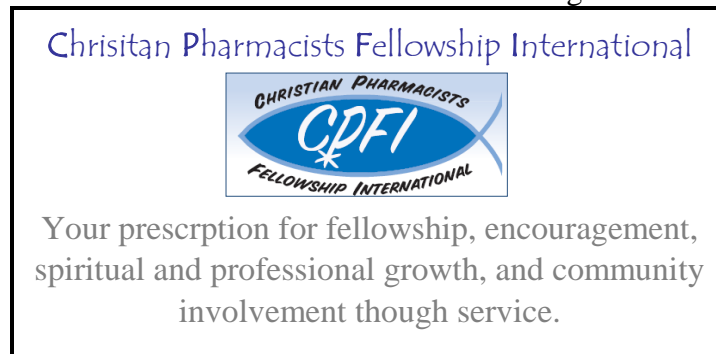 Chrisitan Pharmacists Fellowship International
CHRISTIAN PHARMACISTS
CPFI
FELLOWSHIP INTERNATIONAL
Your prescrption for fellowship, encouragement,
spiritual and professional growth, and community
involvement though service.